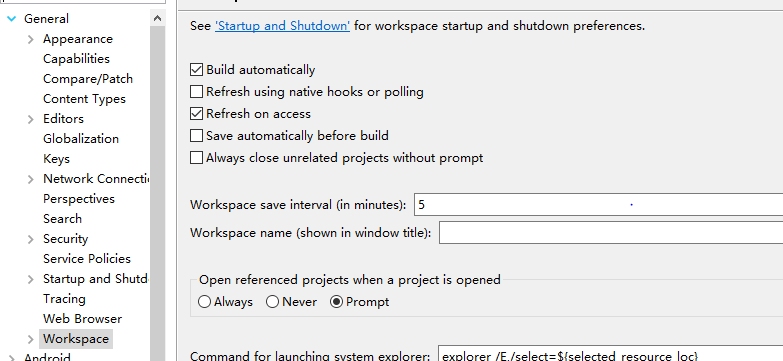 General
Appearance
Capabilities
Compare/Patch
Content Types
Editors
Globalization
Keys
Network Connectic
Perspectives
Search
Security
Service Policies
Startup and Shutd
Tracing
Web Browser
Workspace
Android
See 'Startup and Shutdown' for workspace startup and shutdown preferences.
Build automatically
Refresh using native hooks or polling
Refresh on access
Save automatically before build
Always close unrelated projects without prompt
Workspace save interval (in minutes): 5
Workspace name (shown in window title):
Open referenced projects when a project is opened
Always Never Prompt
Command for launching system explorer: explorer /E,/select=${selected_resource_loc}